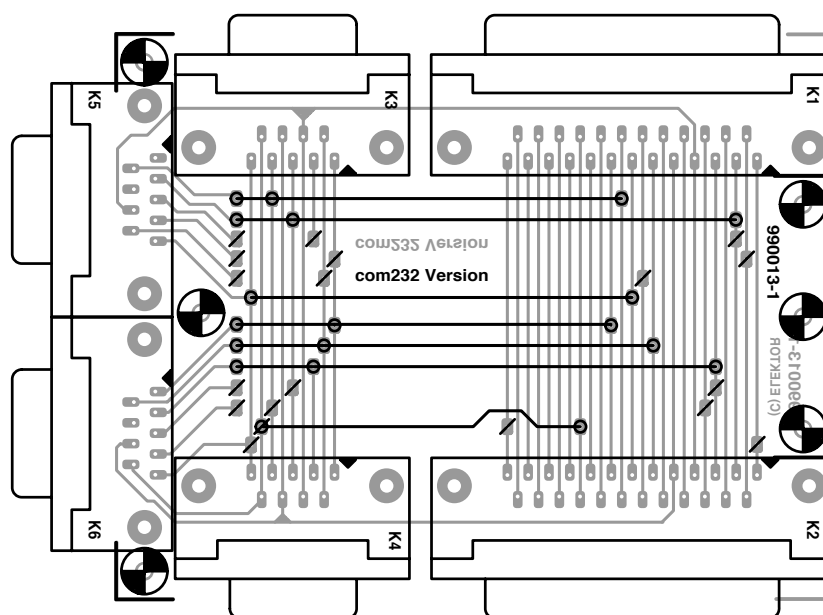 K5
K3
K1
com232 Version
com232 Version
990013-1
(C) ELEKTOR
990013-1
K6
K4
K2